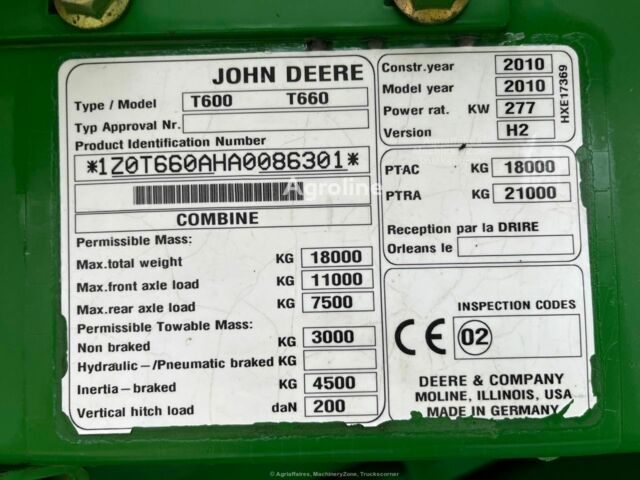 JOHN DEERE
Type / Model T600 T660
Typ Approval Nr.
Product Identification Number
*1Z0T660AHA0086301*
COMBINE
Permissible Mass:
Max.total weight KG 18000
Max.front axle load KG 11000
Max.rear axle load KG 7500
Permissible Towable Mass:
Non braked KG 3000
Hydraulic-/Pneumatic braked KG
Inertia-braked KG 4500
Vertical hitch load daN 200
Constr.year 2010
Model year 2010
Power rat. KW 277
Version H2
HXE17369
PTAC KG 18000
PTRA KG 21000
Reception par la DRIRE
Orleans le
INSPECTION CODES
CE 02
DEERE & COMPANY
MOLINE, ILLINOIS, USA
MADE IN GERMANY
Agroline
© Agriaffaires, MachineryZone, Truckscorner